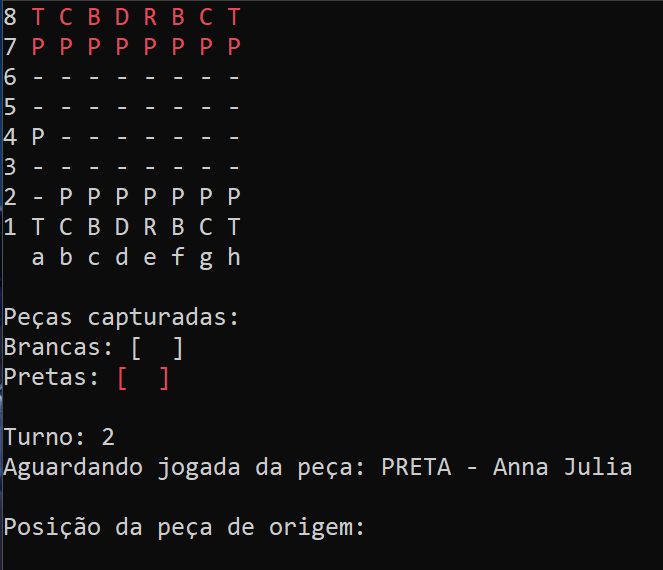 8 T C B D R B C T
7 P P P P P P P P
6 - - - - - - - -
5 - - - - - - - -
4 P - - - - - - -
3 - - - - - - - -
2 - P P P P P P P
1 T C B D R B C T
a b c d e f g h
Peças capturadas:
Brancas: [  ]
Pretas: [  ]
Turno: 2
Aguardando jogada da peça: PRETA - Anna Julia
Posição da peça de origem: